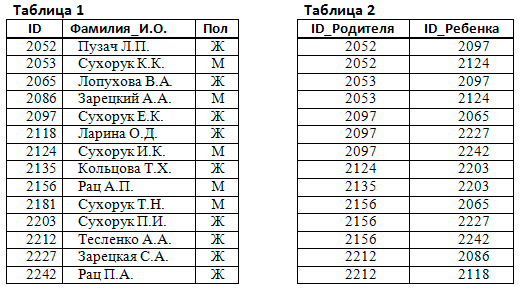 Таблица 1 Таблица 2
ID Фамилия_И.О. Пол ID_Родителя ID_Ребенка
2052 Пузач Л.П. Ж 2052 2097
2053 Сухорук К.К. М 2052 2124
2065 Лопухова В.А. Ж 2053 2097
2086 Зарецкий А.А. М 2053 2124
2097 Сухорук Е.К. Ж 2097 2065
2118 Ларина О.Д. Ж 2097 2227
2124 Сухорук И.К. М 2097 2242
2135 Кольцова Т.Х. Ж 2124 2203
2156 Рац А.П. М 2135 2203
2181 Сухорук Т.Н. М 2156 2065
2203 Сухорук П.И. Ж 2156 2227
2212 Тесленко А.А. Ж 2156 2242
2227 Зарецкая С.А. Ж 2212 2086
2242 Рац П.А. Ж 2212 2118